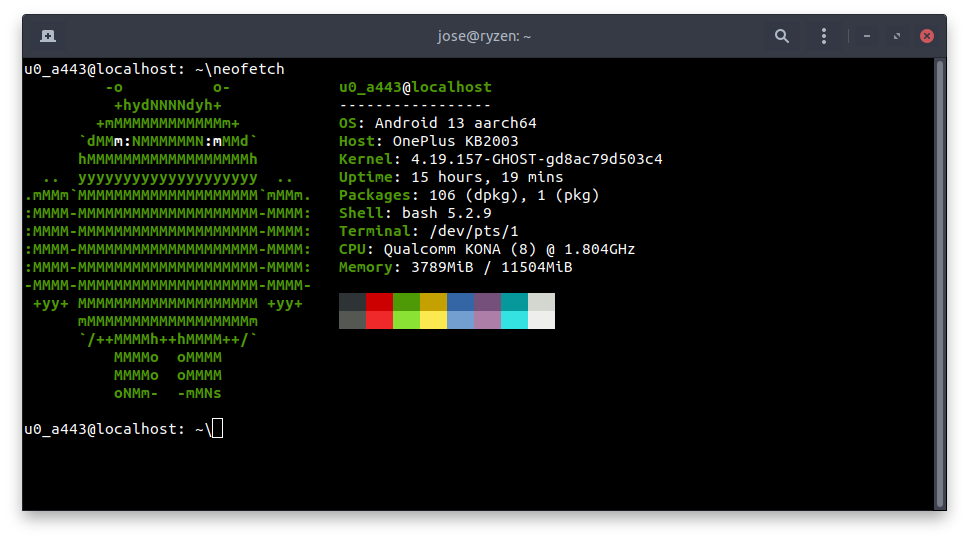 jose@ryzen: ~
u0_a443@localhost: ~\neofetch
         -o          o-            u0_a443@localhost
          +hydNNNNdyh+             -----------------
        +mMMMMMMMMMMMMm+           OS: Android 13 aarch64
      `dMMm:NMMMMMMN:mMMd`         Host: OnePlus KB2003
      hMMMMMMMMMMMMMMMMMMh         Kernel: 4.19.157-GHOST-gd8ac79d503c4
  ..  yyyyyyyyyyyyyyyyyyyy  ..     Uptime: 15 hours, 19 mins
.mMMm`MMMMMMMMMMMMMMMMMMMM`mMMm.   Packages: 106 (dpkg), 1 (pkg)
:MMMM-MMMMMMMMMMMMMMMMMMMM-MMMM:   Shell: bash 5.2.9
:MMMM-MMMMMMMMMMMMMMMMMMMM-MMMM:   Terminal: /dev/pts/1
:MMMM-MMMMMMMMMMMMMMMMMMMM-MMMM:   CPU: Qualcomm KONA (8) @ 1.804GHz
:MMMM-MMMMMMMMMMMMMMMMMMMM-MMMM:   Memory: 3789MiB / 11504MiB
-MMMM-MMMMMMMMMMMMMMMMMMMM-MMMM-
 +yy+ MMMMMMMMMMMMMMMMMMMM +yy+
      mMMMMMMMMMMMMMMMMMMm
      `/++MMMMh++hMMMM++/`
          MMMMo  oMMMM
          MMMMo  oMMMM
          oNMm-  -mMNs
u0_a443@localhost: ~\